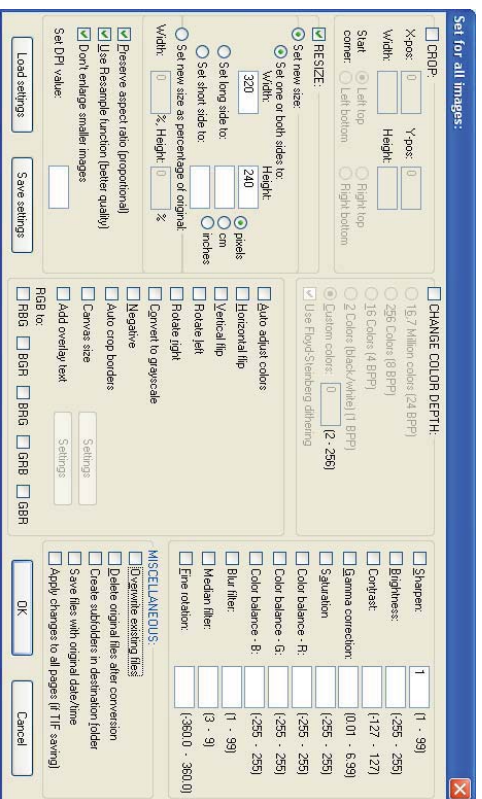 Set for all images:
CROP:
X-pos: 0 Y-pos: 0
Width: Height:
Start corner: Left top Right top
Left bottom Right bottom
RESIZE:
Set new size:
Set one or both sides to:
Width: Height:
320 240
pixels
cm
inches
Set long side to:
Set short side to:
Set new size as percentage of original:
Width: 0 % Height: 0 %
Preserve aspect ratio (proportional)
Use Resample function (better quality)
Don't enlarge smaller images
Set DPI value:
Load settings Save settings
CHANGE COLOR DEPTH:
16,7 Million colors (24 BPP)
256 Colors (8 BPP)
16 Colors (4 BPP)
2 Colors (black/white) (1 BPP)
Custom colors: 0 (2 - 256)
Use Floyd-Steinberg dithering
Auto adjust colors
Horizontal flip
Vertical flip
Rotate left
Rotate right
Convert to grayscale
Negative
Auto crop borders
Canvas size Settings
Add overlay text Settings
RGB to:
RBG BGR BRG GRB GBR
Sharpen: 1 (1 - 99)
Brightness: (-255 - 255)
Contrast: (-127 - 127)
Gamma correction: (0.01 - 6.99)
Saturation (-255 - 255)
Color balance - R: (-255 - 255)
Color balance - G: (-255 - 255)
Color balance - B: (-255 - 255)
Blur filter: (1 - 99)
Median filter: (3 - 9)
Fine rotation: (-360.0 - 360.0)
MISCELLANEOUS:
Overwrite existing files
Delete original files after conversion
Create subfolders in destination folder
Save files with original date/time
Apply changes to all pages (if TIF saving)
OK Cancel